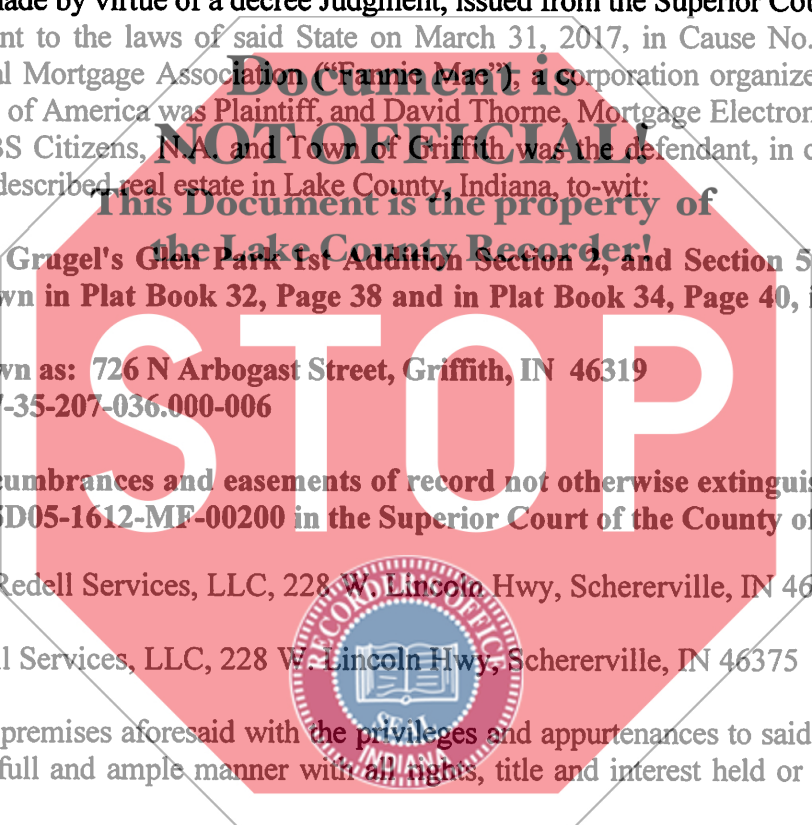 made by virtue of a decree Judgment, issued from the Superior Cou
nt to the laws of said State on March 31, 2017, in Cause No.
Document is
l Mortgage Association ("Fannie Mae"), a corporation organize
of America was Plaintiff, and David Thorne, Mortgage Electron
NOT OFFICIAL!
BS Citizens, N.A. and Town of Griffith was the defendant, in c
described real estate in Lake County, Indiana, to-wit:
This Document is the property of
the Lake County Recorder!
Grugel's Glen Park 1st Addition Section 2, and Section 5
wn in Plat Book 32, Page 38 and in Plat Book 34, Page 40, i
wn as: 726 N Arbogast Street, Griffith, IN 46319
7-35-207-036.000-006
STOP
cumbrances and easements of record not otherwise extinguis
5D05-1612-MF-00200 in the Superior Court of the County of
Redell Services, LLC, 228 W. Lincoln Hwy, Schererville, IN 46
l Services, LLC, 228 W. Lincoln Hwy, Schererville, IN 46375
RECORDER'S OFFICE
SEAL
INDIANA
premises aforesaid with the privileges and appurtenances to said
full and ample manner with all rights, title and interest held or